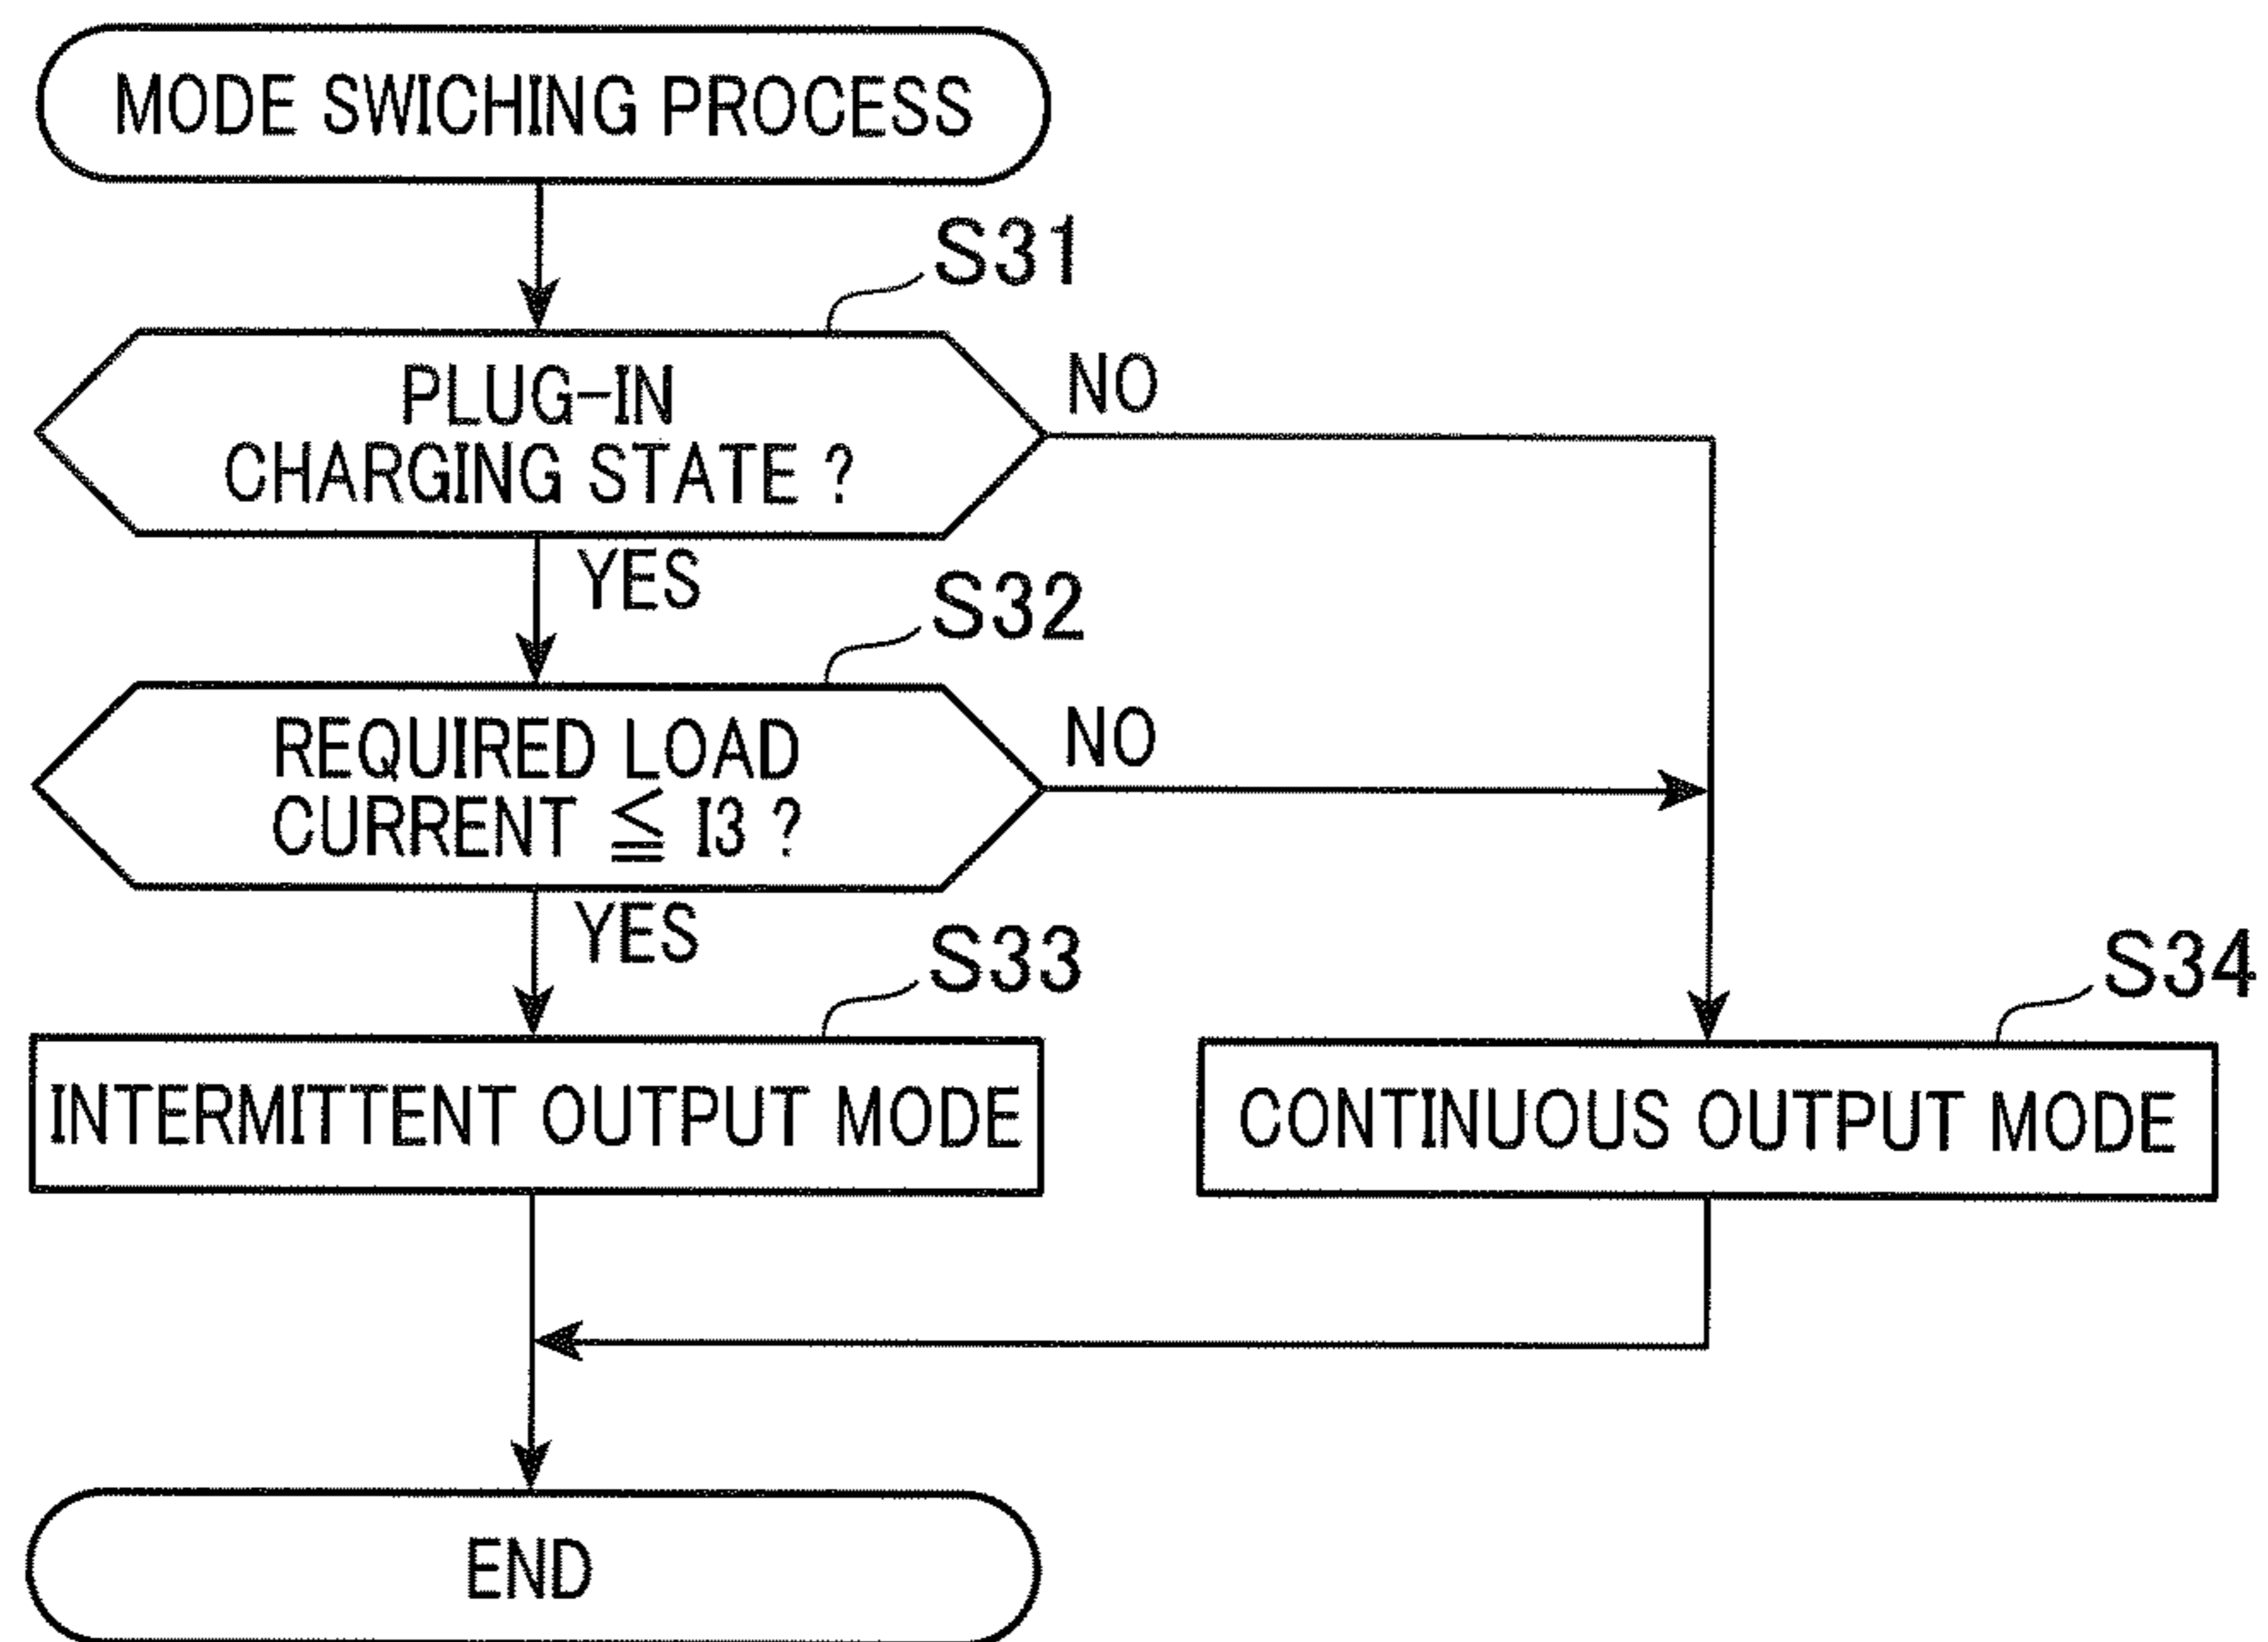 MODE SWICHING PROCESS
S31
PLUG-IN
CHARGING STATE ?
NO
YES
S32
REQUIRED LOAD
CURRENT ≦ I3 ?
NO
YES
S33
INTERMITTENT OUTPUT MODE
S34
CONTINUOUS OUTPUT MODE
END